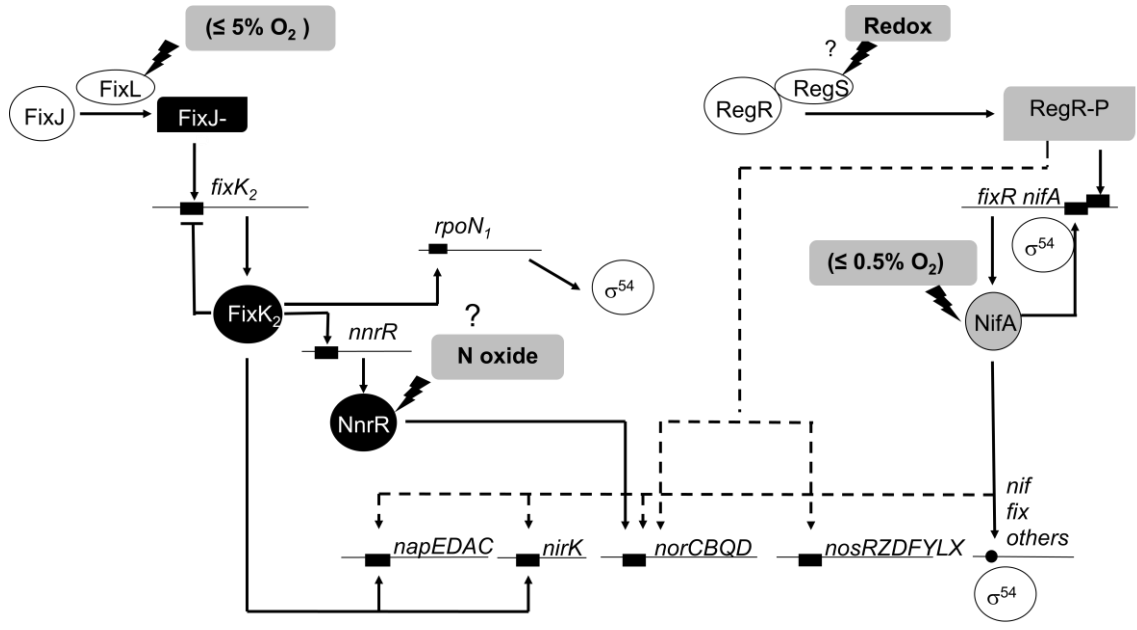 (≤ 5% O₂ )
FixL
FixJ
FixJ-
fixK₂
rpoN₁
σ⁵⁴
FixK₂
?
nnrR
N oxide
NnrR
Redox
?
RegS
RegR
RegR-P
fixR nifA
σ⁵⁴
(≤ 0.5% O₂)
NifA
nif
fix
others
napEDAC
nirK
norCBQD
nosRZDFYLX
σ⁵⁴